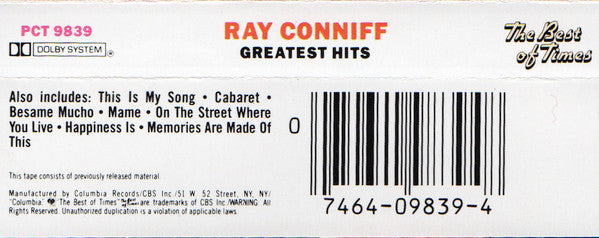 PCT 9839
DOLBY SYSTEM®
RAY CONNIFF
GREATEST HITS
The Best
of Times
Also includes: This Is My Song • Cabaret •
Besame Mucho • Mame • On The Street Where
You Live • Happiness Is • Memories Are Made Of
This
This tape consists of previously released material.
Manufactured by Columbia Records/CBS Inc./51 W. 52 Street, NY, NY/
"Columbia," "The Best of Times" are trademarks of CBS Inc./WARNING: All
Rights Reserved. Unauthorized duplication is a violation of applicable laws.
0
7464-09839-4